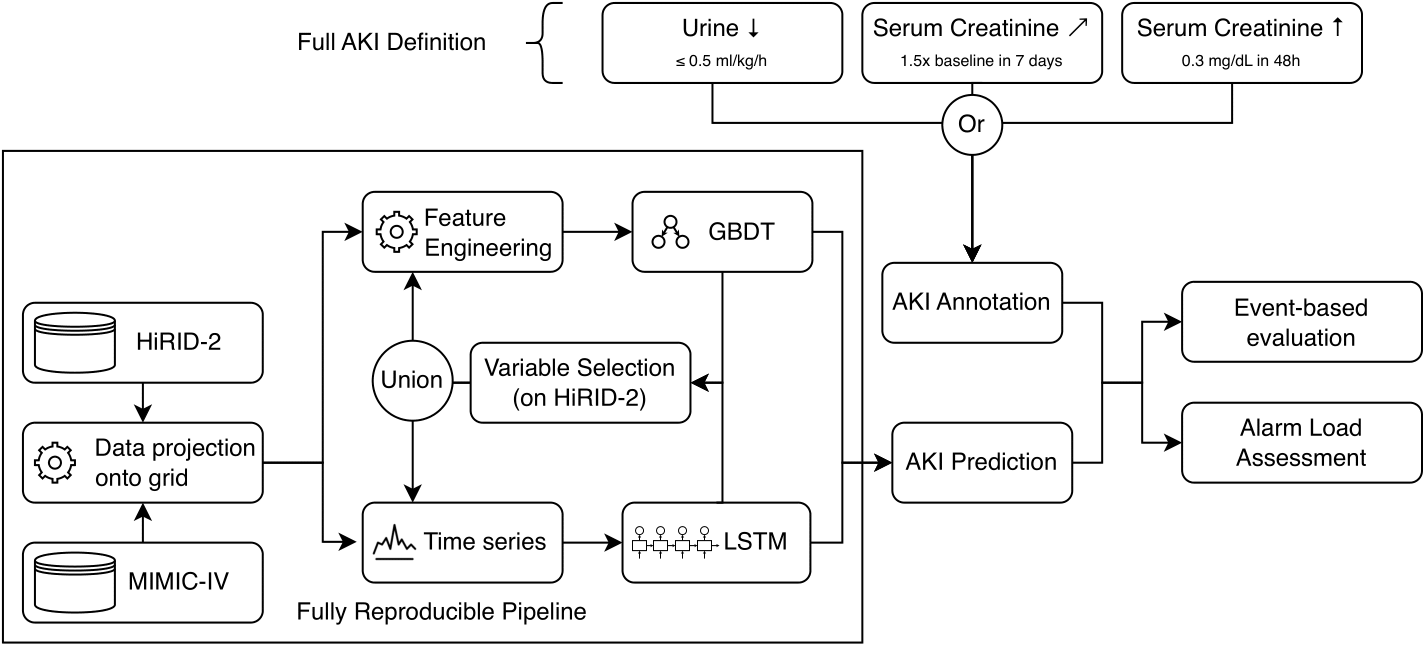 Full AKI Definition
Urine ↓
≤ 0.5 ml/kg/h
Serum Creatinine ↗
1.5x baseline in 7 days
Serum Creatinine ↑
0.3 mg/dL in 48h
Or
Feature
Engineering
GBDT
HiRID-2
Union
Variable Selection
(on HiRID-2)
Data projection
onto grid
Time series
LSTM
MIMIC-IV
Fully Reproducible Pipeline
AKI Annotation
AKI Prediction
Event-based
evaluation
Alarm Load
Assessment